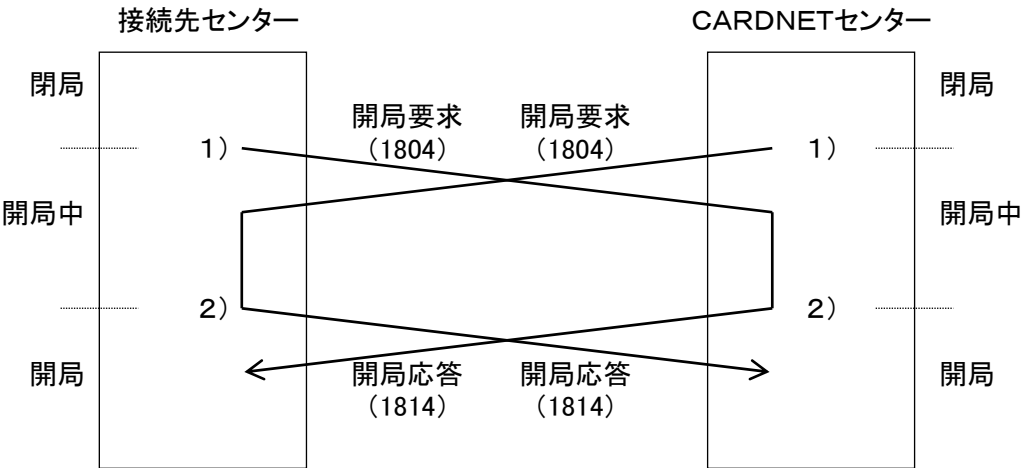 接続先センター
CARDNETセンター
閉局
閉局
開局要求
(1804)
開局要求
(1804)
1)
1)
開局中
開局中
2)
2)
開局
開局
開局応答
(1814)
開局応答
(1814)